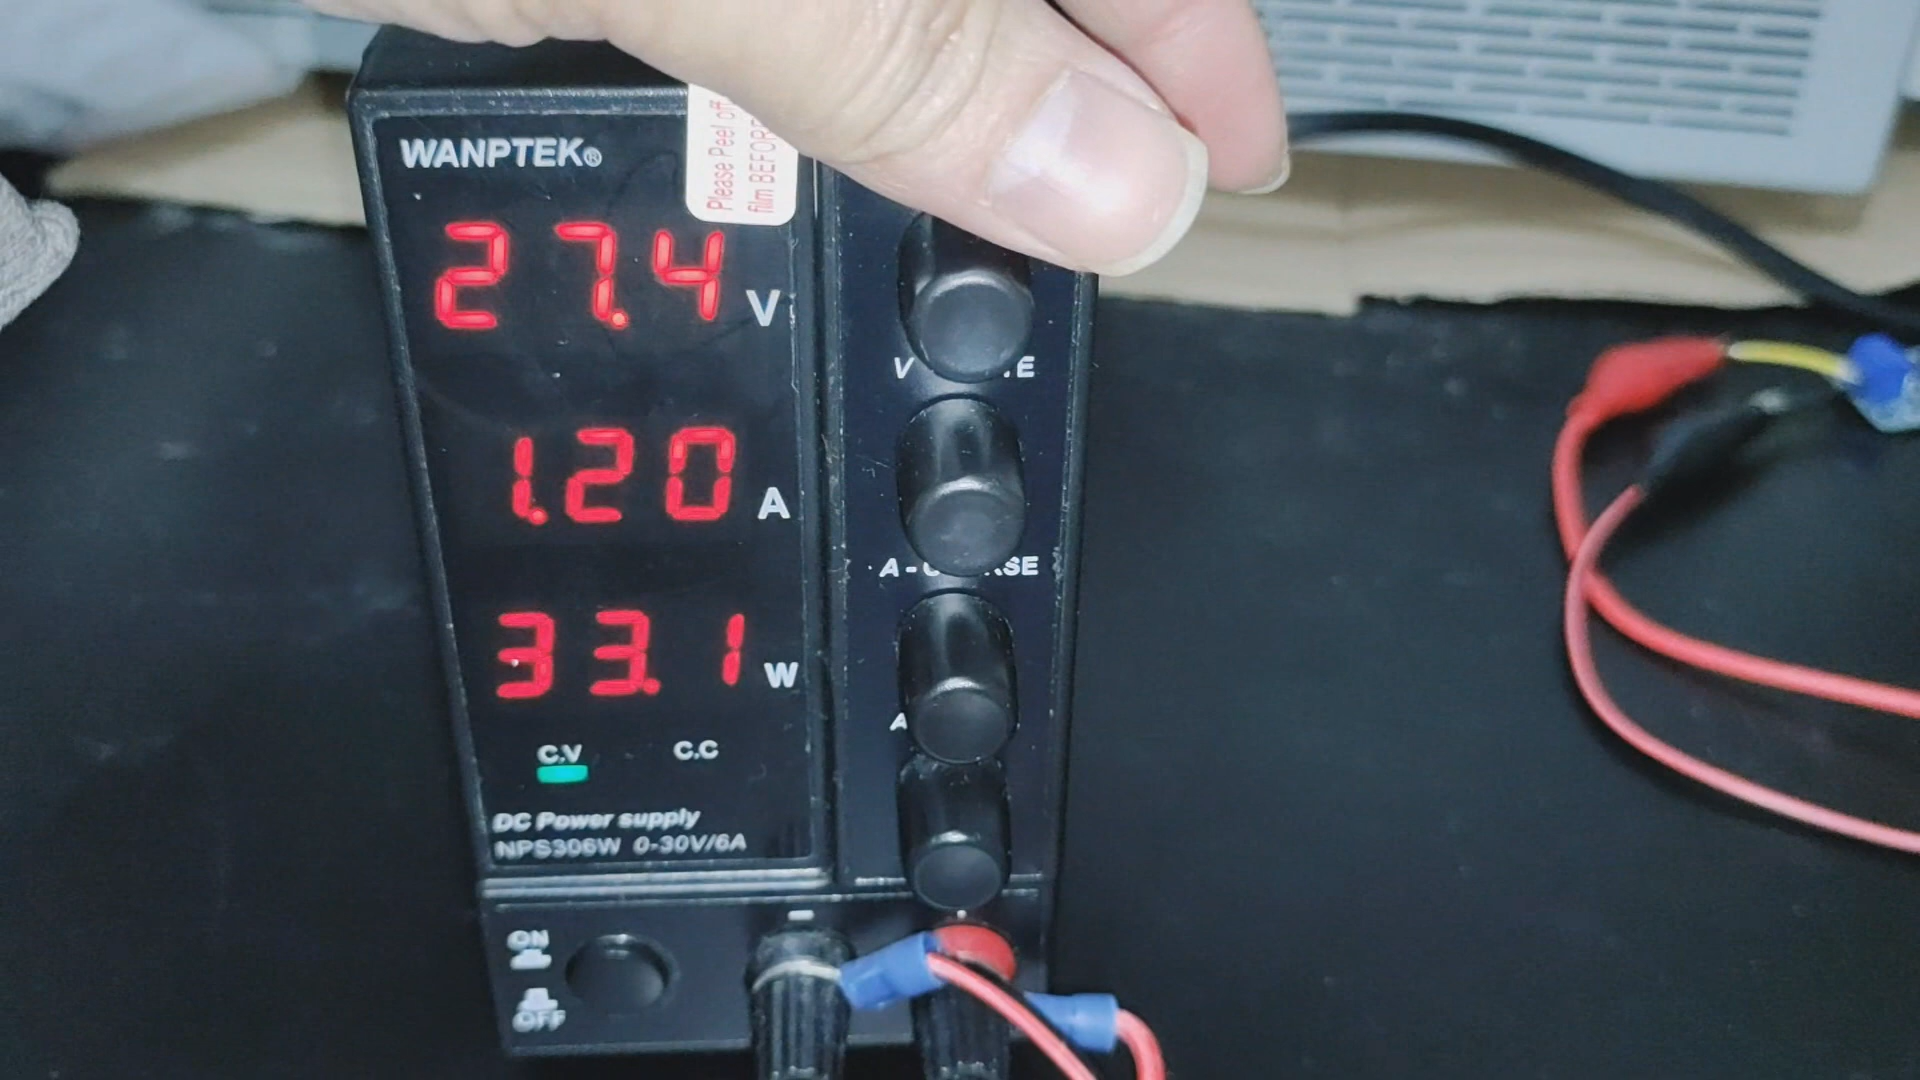 WANPTEK®
Please Peel off
film BEFORE
27.4 V
1.20 A
33.1 W
C.V C.C
DC Power supply
NPS306W 0-30V/6A
ON
OFF
- +